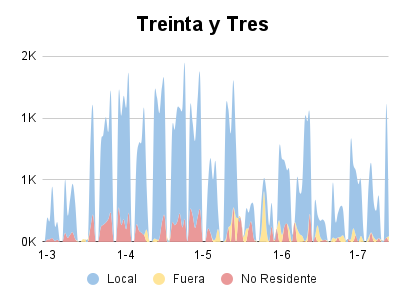 Treinta y Tres
2K
1K
1K
0K
1-3 1-4 1-5 1-6 1-7
Local Fuera No Residente